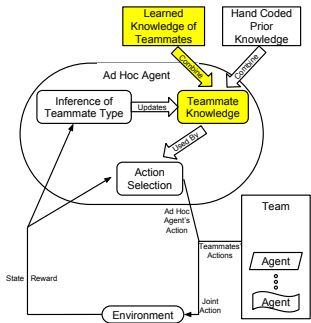 Learned
Knowledge of
Teammates
Hand Coded
Prior
Knowledge
Combine
Combine
Ad Hoc Agent
Inference of
Teammate Type
Updates
Teammate
Knowledge
Used By
Action
Selection
Ad Hoc
Agent's
Action
Team
Teammates'
Actions
Agent
Agent
State
Reward
Joint
Action
Environment